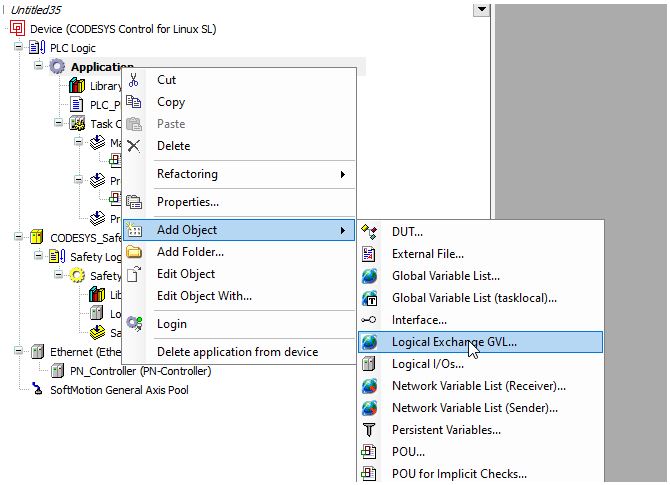 Untitled35
Device (CODESYS Control for Linux SL)
PLC Logic
Application
Library
PLC_P
Task C
Ma
Pr
Pr
CODESYS_Safe
Safety Log
Safety
Lib
Lo
Sa
Ethernet (Ethe
PN_Controller (PN-Controller)
SoftMotion General Axis Pool
Cut
Copy
Paste
Delete
Refactoring
Properties...
Add Object
Add Folder...
Edit Object
Edit Object With...
Login
Delete application from device
DUT...
External File...
Global Variable List...
Global Variable List (tasklocal)...
Interface...
Logical Exchange GVL...
Logical I/Os...
Network Variable List (Receiver)...
Network Variable List (Sender)...
Persistent Variables...
POU...
POU for Implicit Checks...